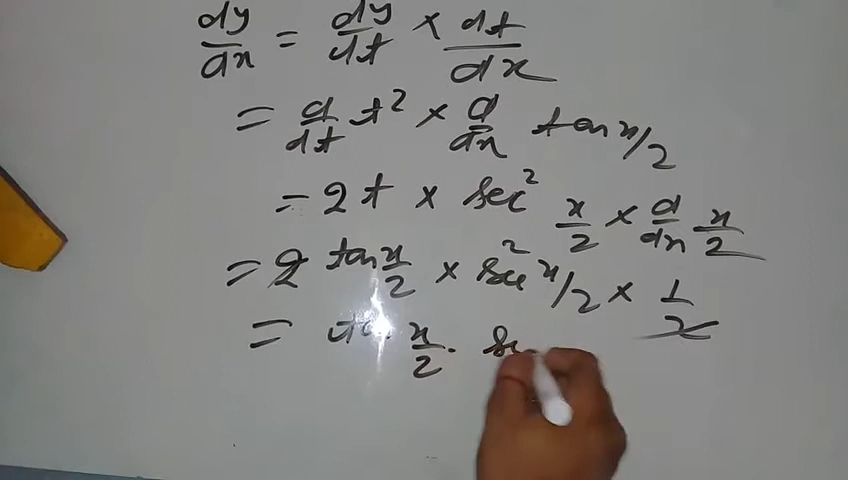 dy/dx = dy/dt × dt/dx
= d/dt t² × d/dx tan x/2
= 2t × sec² x/2 × d/dx x/2
= 2 tan x/2 × sec² x/2 × 1/2
= tan x/2 .